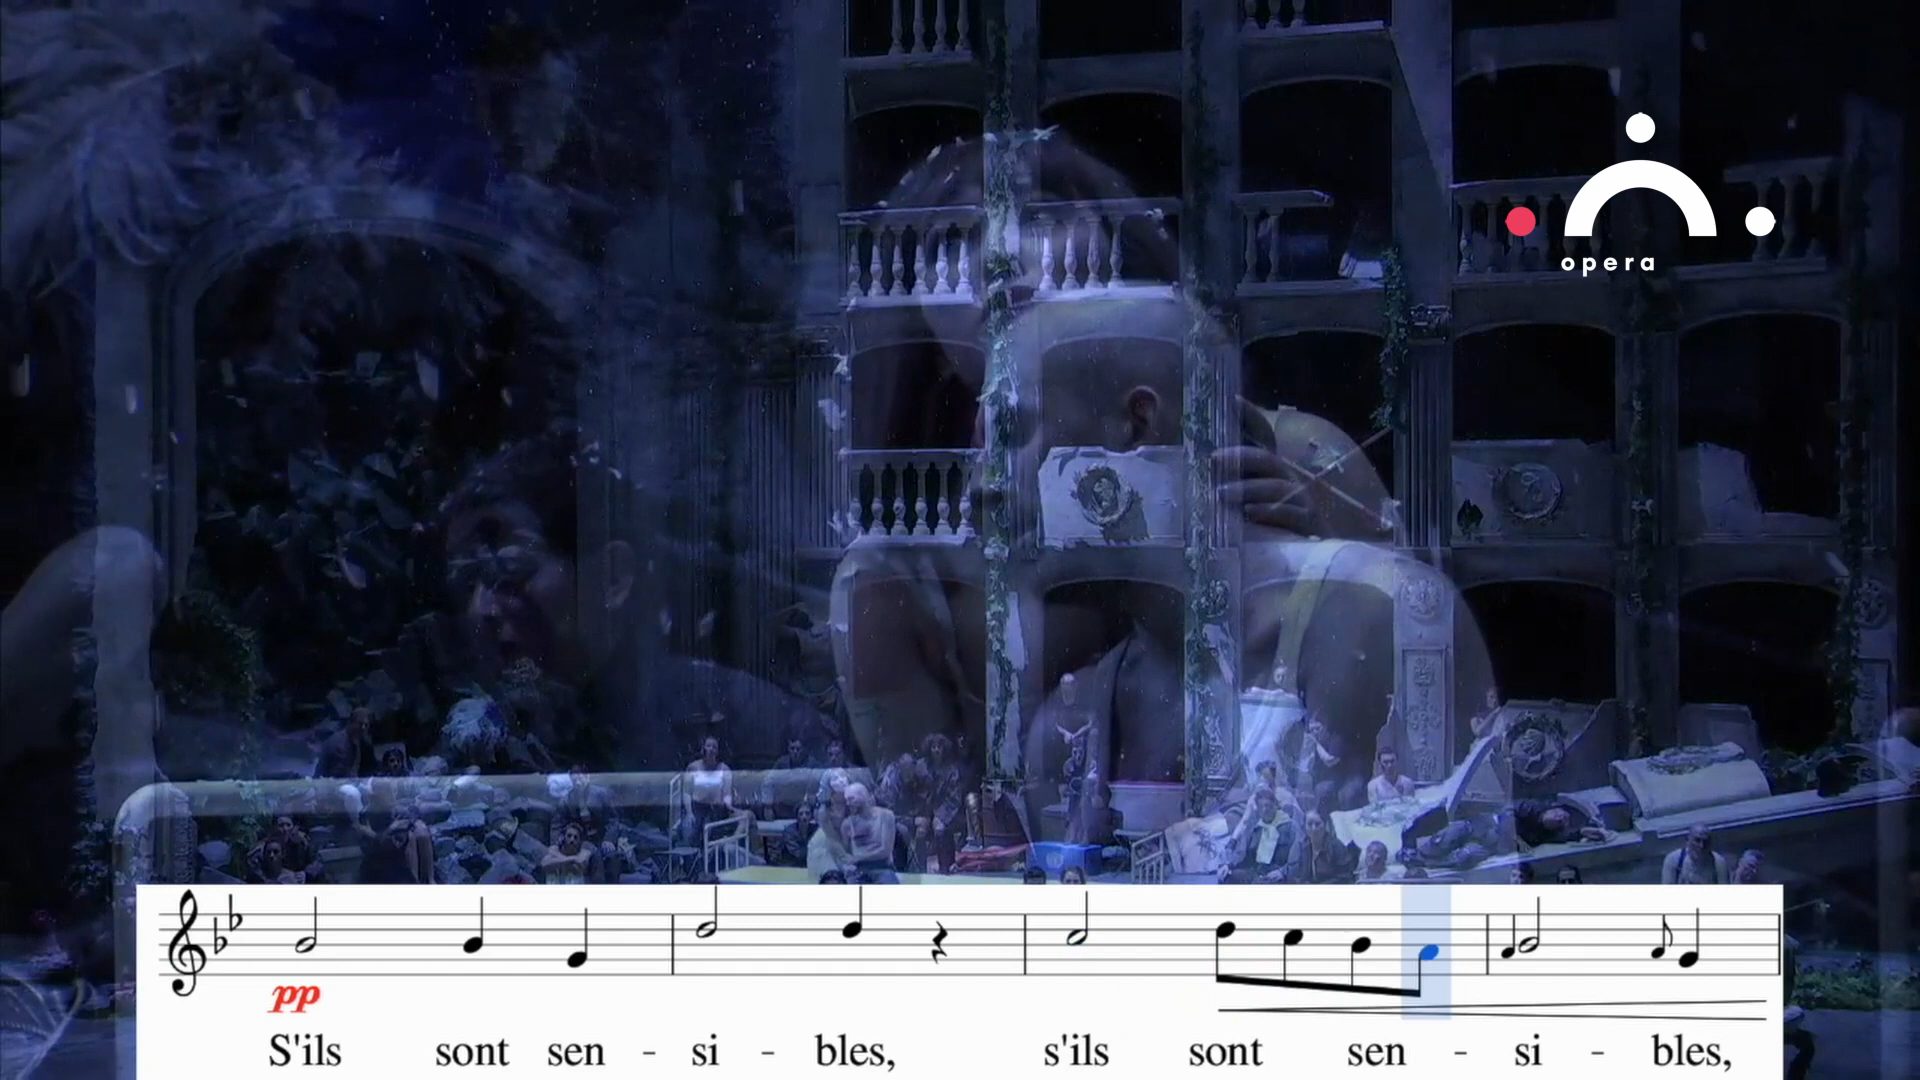 opera
pp
S'ils sont sen - si - bles, s'ils sont sen - si - bles,